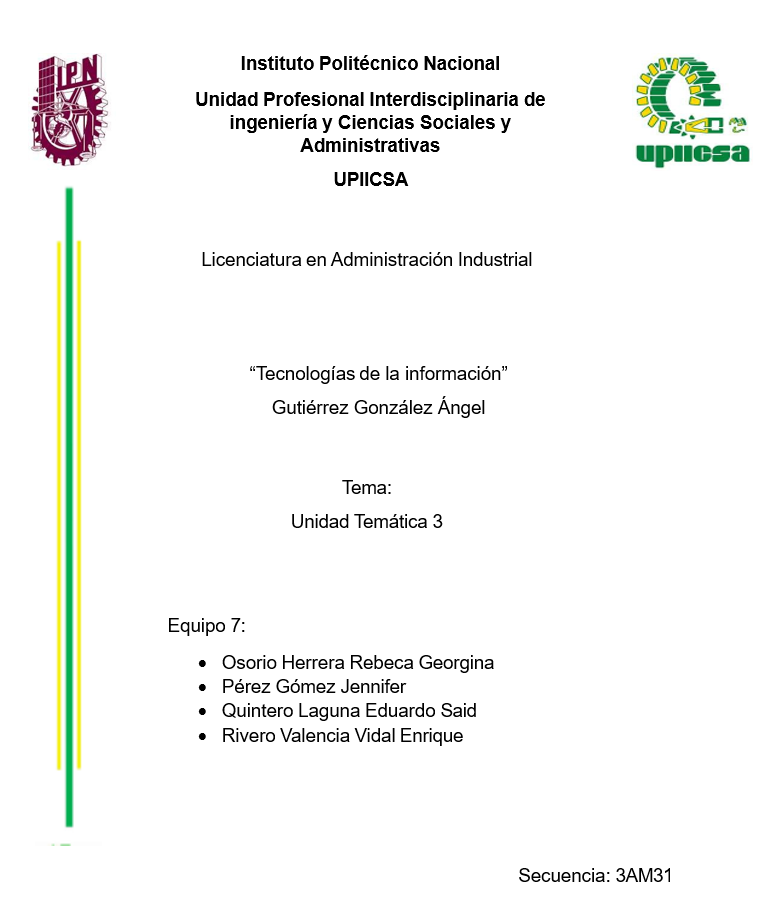 IPN
Instituto Politécnico Nacional
Unidad Profesional Interdisciplinaria de
ingeniería y Ciencias Sociales y
Administrativas
UPIICSA
upiicsa
Licenciatura en Administración Industrial
“Tecnologías de la información”
Gutiérrez González Ángel
Tema:
Unidad Temática 3
Equipo 7:
• Osorio Herrera Rebeca Georgina
• Pérez Gómez Jennifer
• Quintero Laguna Eduardo Said
• Rivero Valencia Vidal Enrique
Secuencia: 3AM31